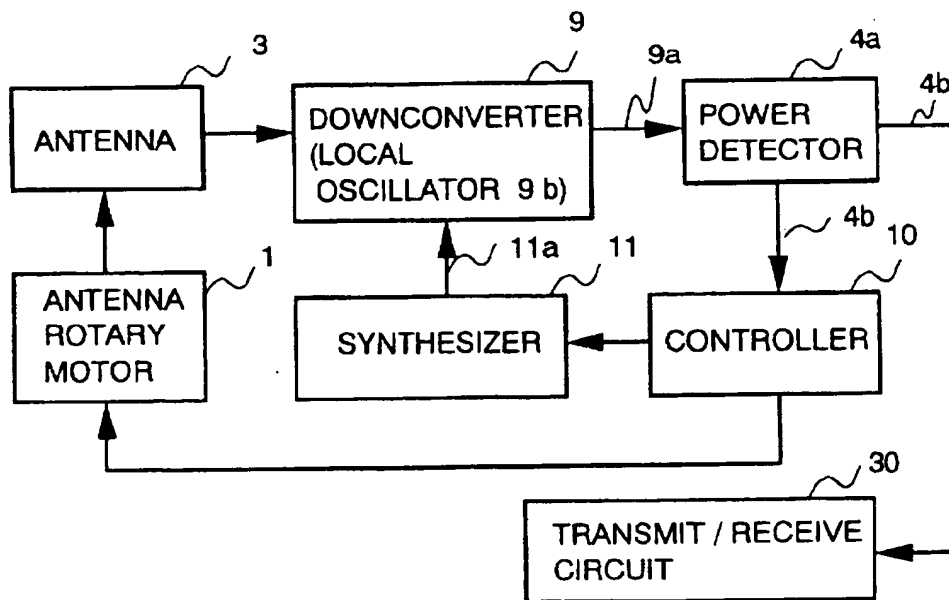 3
9
9a
4a
4b
ANTENNA
DOWNCONVERTER
(LOCAL
OSCILLATOR 9 b)
POWER
DETECTOR
1
11a
11
4b
10
ANTENNA
ROTARY
MOTOR
SYNTHESIZER
CONTROLLER
30
TRANSMIT / RECEIVE
CIRCUIT